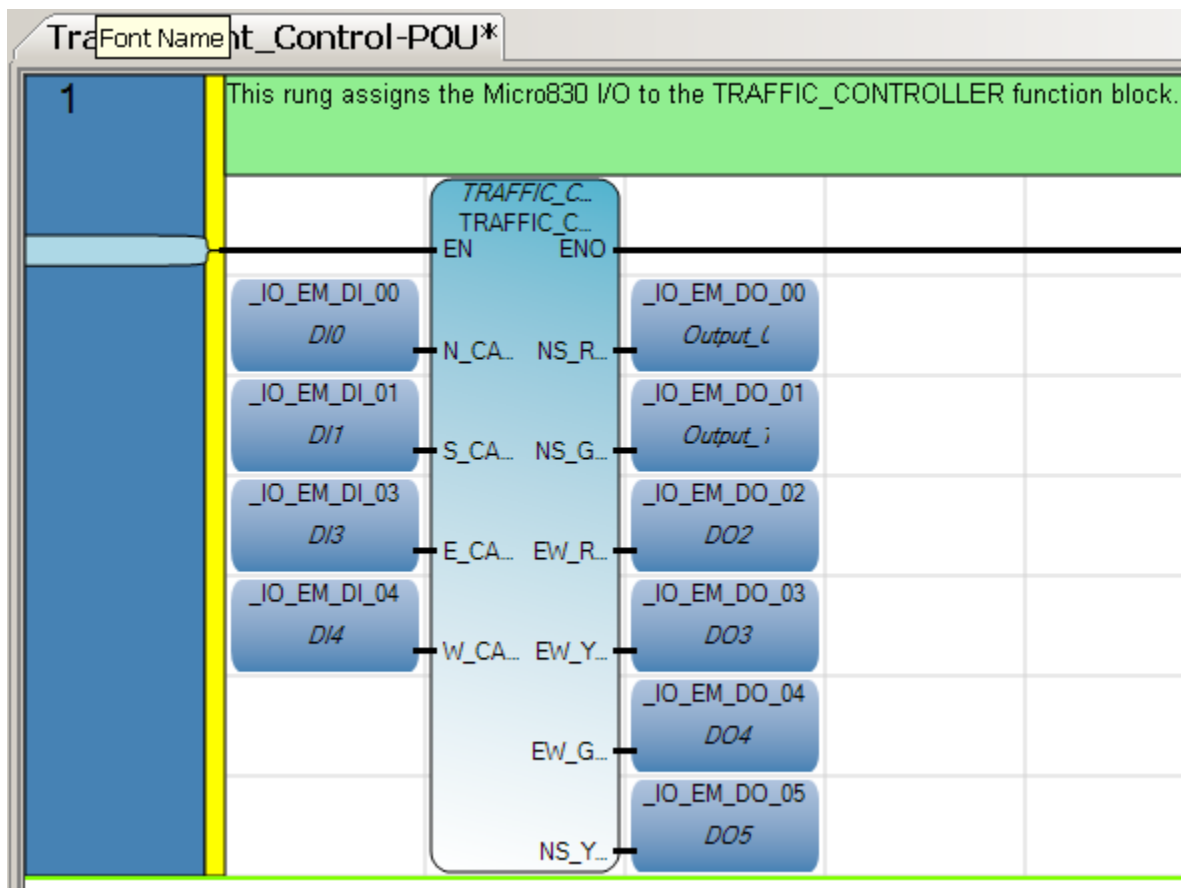 Tra
Font Name
nt_Control-POU*
1
This rung assigns the Micro830 I/O to the TRAFFIC_CONTROLLER function block.
TRAFFIC_C...
TRAFFIC_C...
EN ENO
_IO_EM_DI_00
DI0
N_CA... NS_R...
_IO_EM_DO_00
Output_
_IO_EM_DI_01
DI1
S_CA... NS_G...
_IO_EM_DO_01
Output_
_IO_EM_DI_03
DI3
E_CA... EW_R...
_IO_EM_DO_02
DO2
_IO_EM_DI_04
DI4
W_CA... EW_Y...
_IO_EM_DO_03
DO3
EW_G...
_IO_EM_DO_04
DO4
NS_Y...
_IO_EM_DO_05
DO5